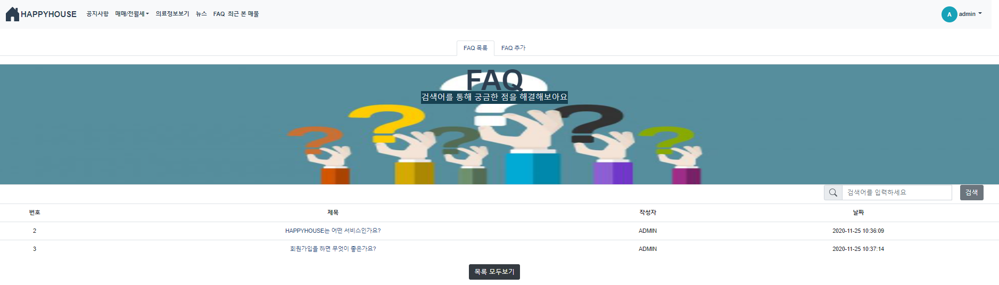 HAPPYHOUSE 공지사항 매매/전월세 의료정보보기 뉴스 FAQ 최근 본 매물 A admin
FAQ 목록 FAQ 추가
FAQ
검색어를 통해 궁금한 점을 해결해보아요
검색어를 입력하세요 검색
번호 제목 작성자 날짜
2 HAPPYHOUSE는 어떤 서비스인가요? ADMIN 2020-11-25 10:36:09
3 회원가입을 하면 무엇이 좋은가요? ADMIN 2020-11-25 10:37:14
목록 모두보기